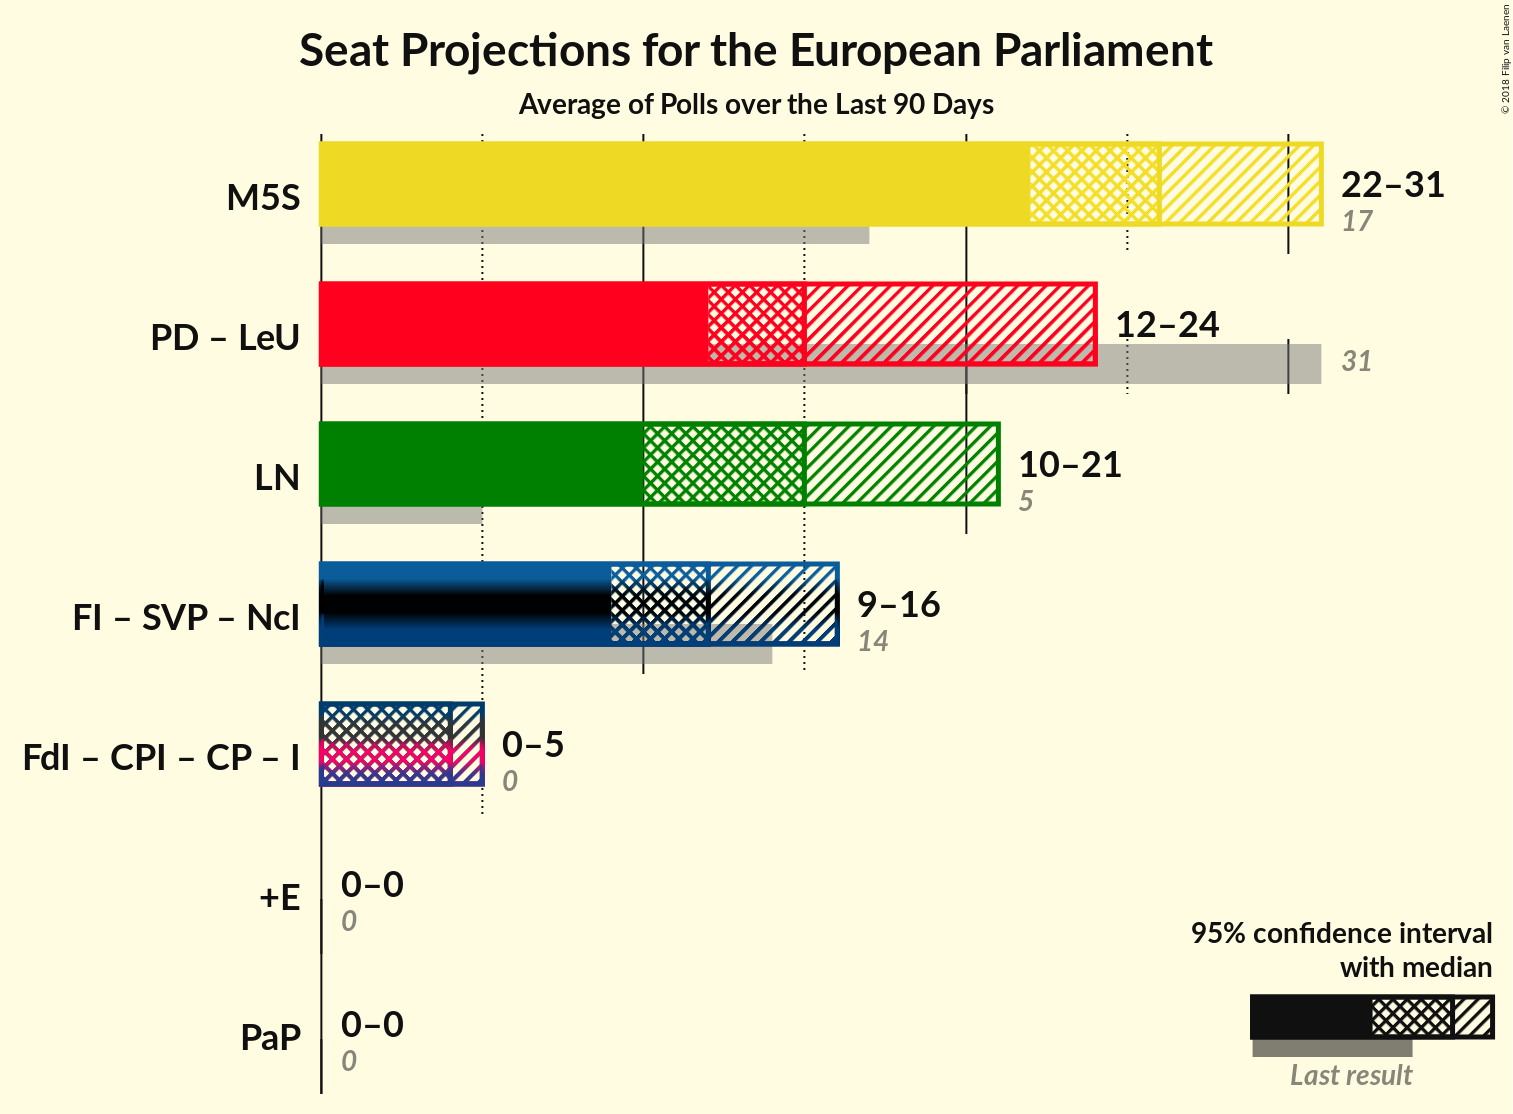 Seat Projections for the European Parliament
Average of Polls over the Last 90 Days
© 2018 Filip van Laenen
M5S
22–31
17
PD – LeU
12–24
31
LN
10–21
5
FI – SVP – NcI
9–16
14
FdI – CPI – CP – I
0–5
0
+E
0–0
0
PaP
0–0
0
95% confidence interval
with median
Last result